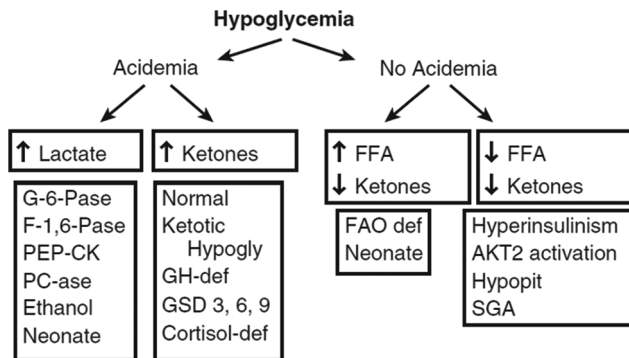 Hypoglycemia
Acidemia
No Acidemia
↑ Lactate
↑ Ketones
↑ FFA
↓ Ketones
↓ FFA
↓ Ketones
G-6-Pase
F-1,6-Pase
PEP-CK
PC-ase
Ethanol
Neonate
Normal
Ketotic
Hypogly
GH-def
GSD 3, 6, 9
Cortisol-def
FAO def
Neonate
Hyperinsulinism
AKT2 activation
Hypopit
SGA